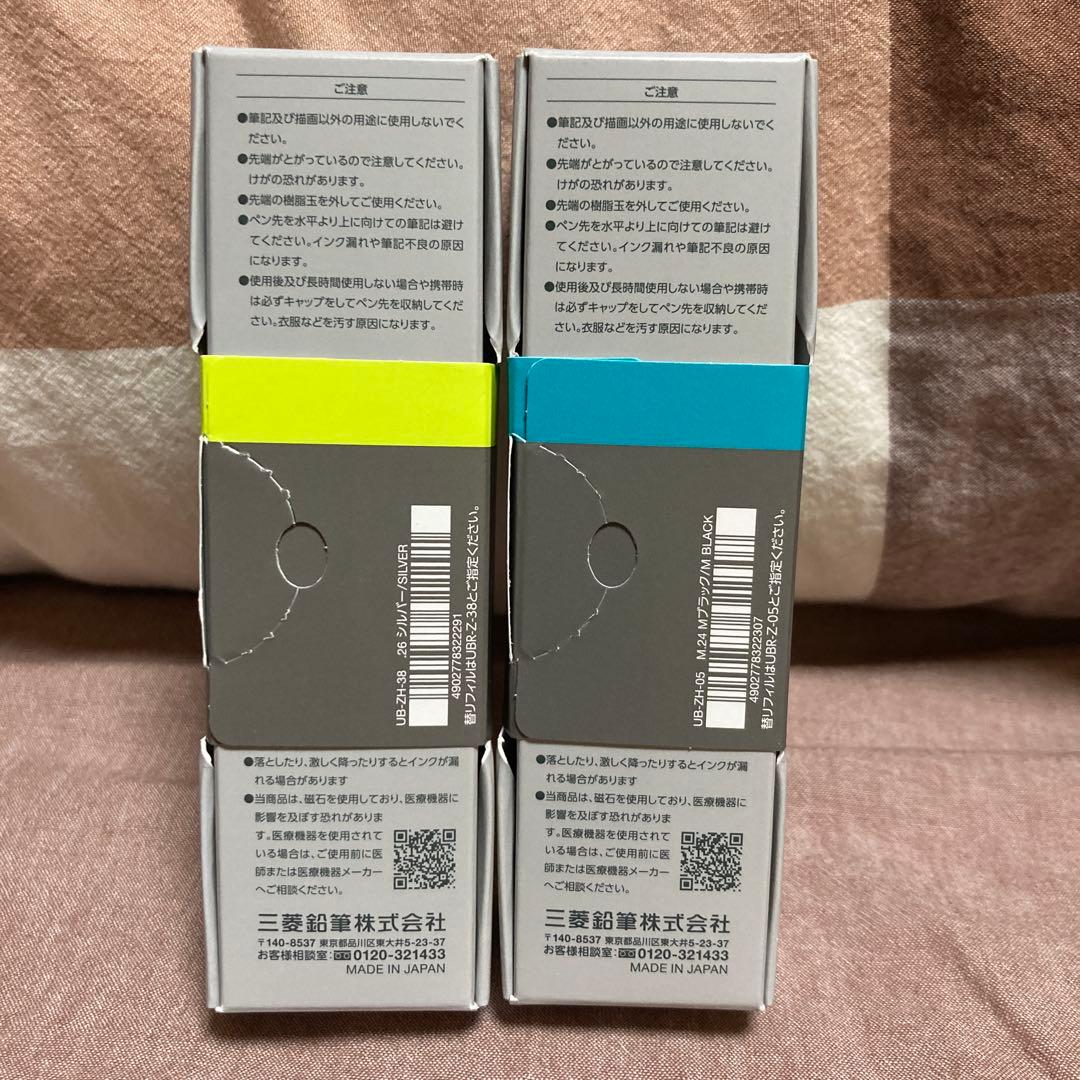 ご注意
●筆記及び描画以外の用途に使用しないでく
ださい。
●先端がとがっているので注意してください。
けがの恐れがあります。
●先端の樹脂玉を外してご使用ください。
●ペン先を水平より上に向けての筆記は避け
てください。インク漏れや筆記不良の原因
になります。
●使用後及び長時間使用しない場合や携帯時
は必ずキャップをしてペン先を収納してくだ
さい。衣服などを汚す原因になります。
UB-ZH-38 .26 シルバー/SILVER
4902778322291
替リフィルはUBR-Z-38とご指定ください。
●落としたり、激しく降ったりするとインクが漏
れる場合があります
●当商品は、磁石を使用しており、医療機器に
影響を及ぼす恐れがありま
す。医療機器を使用されて
いる場合は、ご使用前に医
師または医療機器メーカー
へご相談ください。
三菱鉛筆株式会社
〒140-8537 東京都品川区東大井5-23-37
お客様相談室:0120-321433
MADE IN JAPAN
ご注意
●筆記及び描画以外の用途に使用しないでく
ださい。
●先端がとがっているので注意してください。
けがの恐れがあります。
●先端の樹脂玉を外してご使用ください。
●ペン先を水平より上に向けての筆記は避け
てください。インク漏れや筆記不良の原因
になります。
●使用後及び長時間使用しない場合や携帯時
は必ずキャップをしてペン先を収納してくだ
さい。衣服などを汚す原因になります。
UB-ZH-05 M.24 Mブラック/M BLACK
4902778322307
替リフィルはUBR-Z-05とご指定ください。
●落としたり、激しく降ったりするとインクが漏
れる場合があります
●当商品は、磁石を使用しており、医療機器に
影響を及ぼす恐れがありま
す。医療機器を使用されて
いる場合は、ご使用前に医
師または医療機器メーカー
へご相談ください。
三菱鉛筆株式会社
〒140-8537 東京都品川区東大井5-23-37
お客様相談室:0120-321433
MADE IN JAPAN